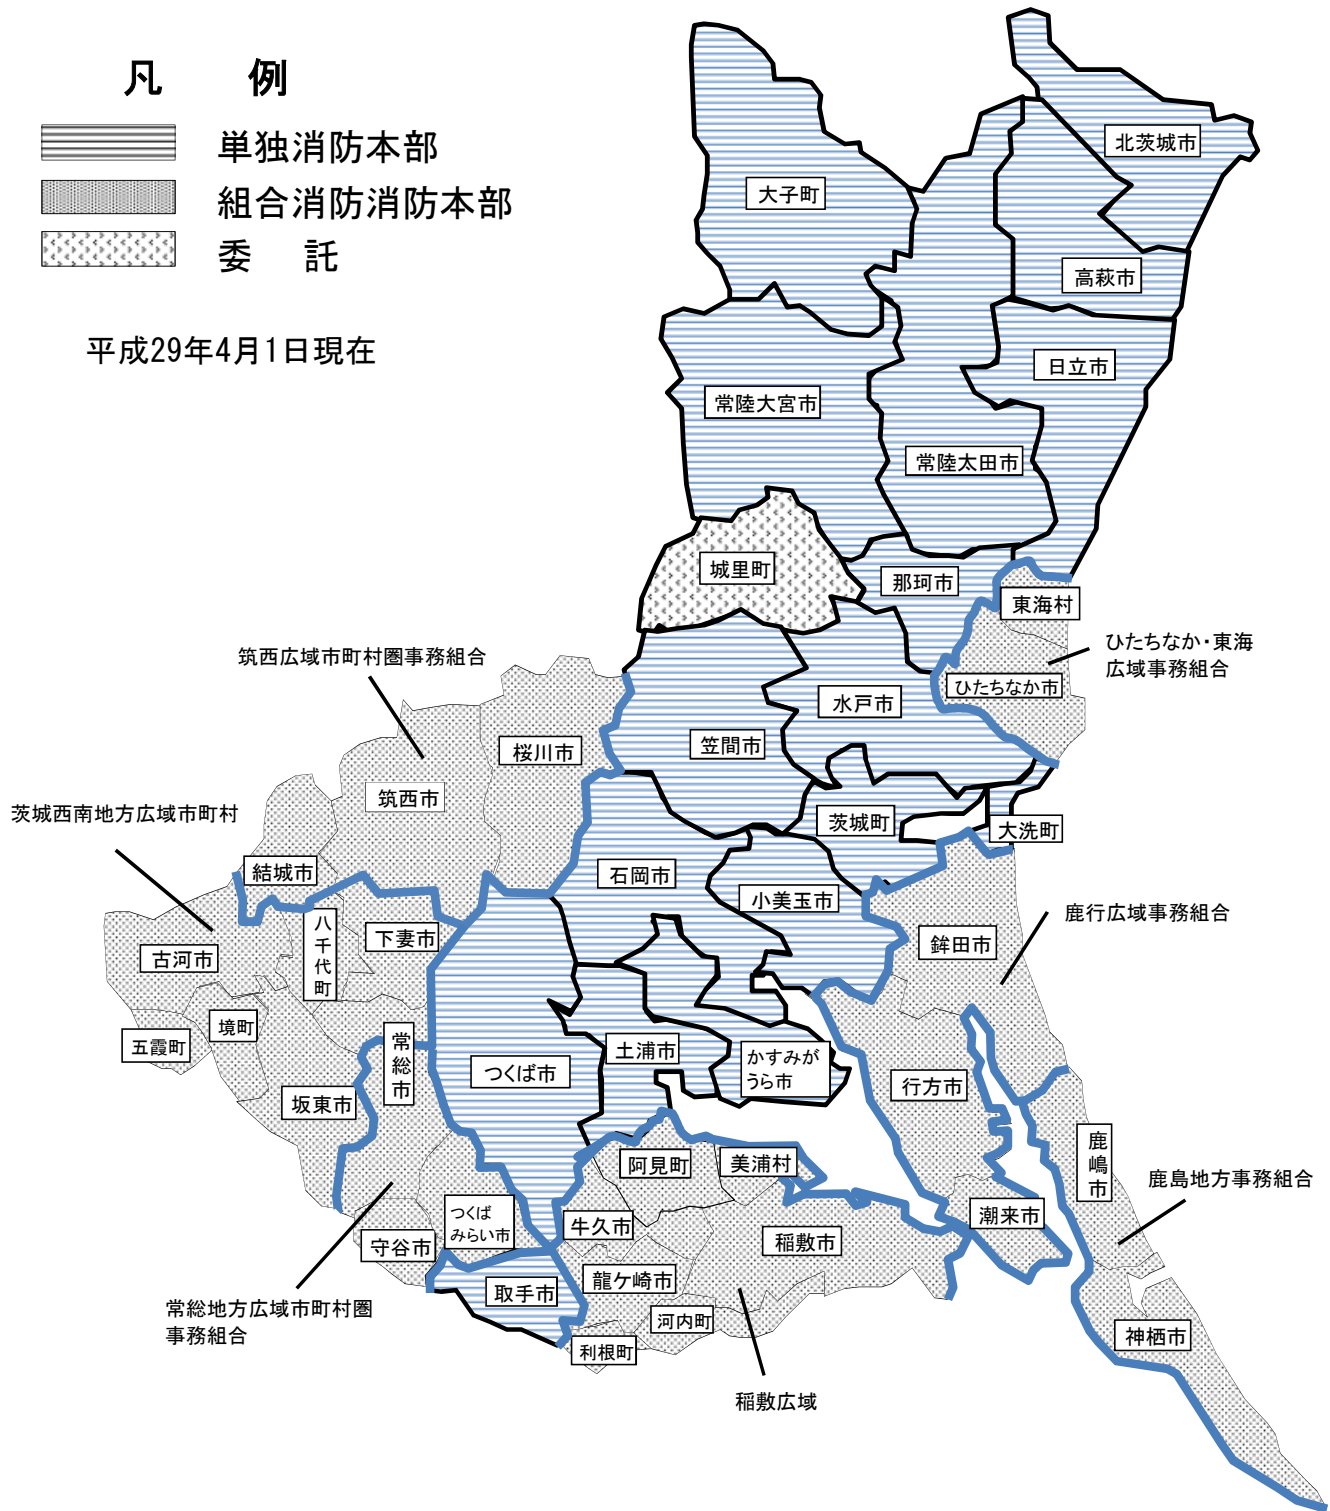 凡　例
単独消防本部
組合消防消防本部
委　託
平成29年4月1日現在
北茨城市
大子町
高萩市
日立市
常陸大宮市
常陸太田市
城里町
那珂市
東海村
ひたちなか・東海
広域事務組合
筑西広域市町村圏事務組合
ひたちなか市
水戸市
笠間市
桜川市
筑西市
茨城西南地方広域市町村
茨城町
大洗町
結城市
石岡市
小美玉市
鹿行広域事務組合
八千代町
下妻市
鉾田市
古河市
境町
五霞町
常総市
土浦市
かすみが
うら市
つくば市
行方市
坂東市
鹿嶋市
阿見町
美浦村
鹿島地方事務組合
つくば
みらい市
牛久市
潮来市
守谷市
稲敷市
龍ケ崎市
取手市
常総地方広域市町村圏
事務組合
河内町
神栖市
利根町
稲敷広域